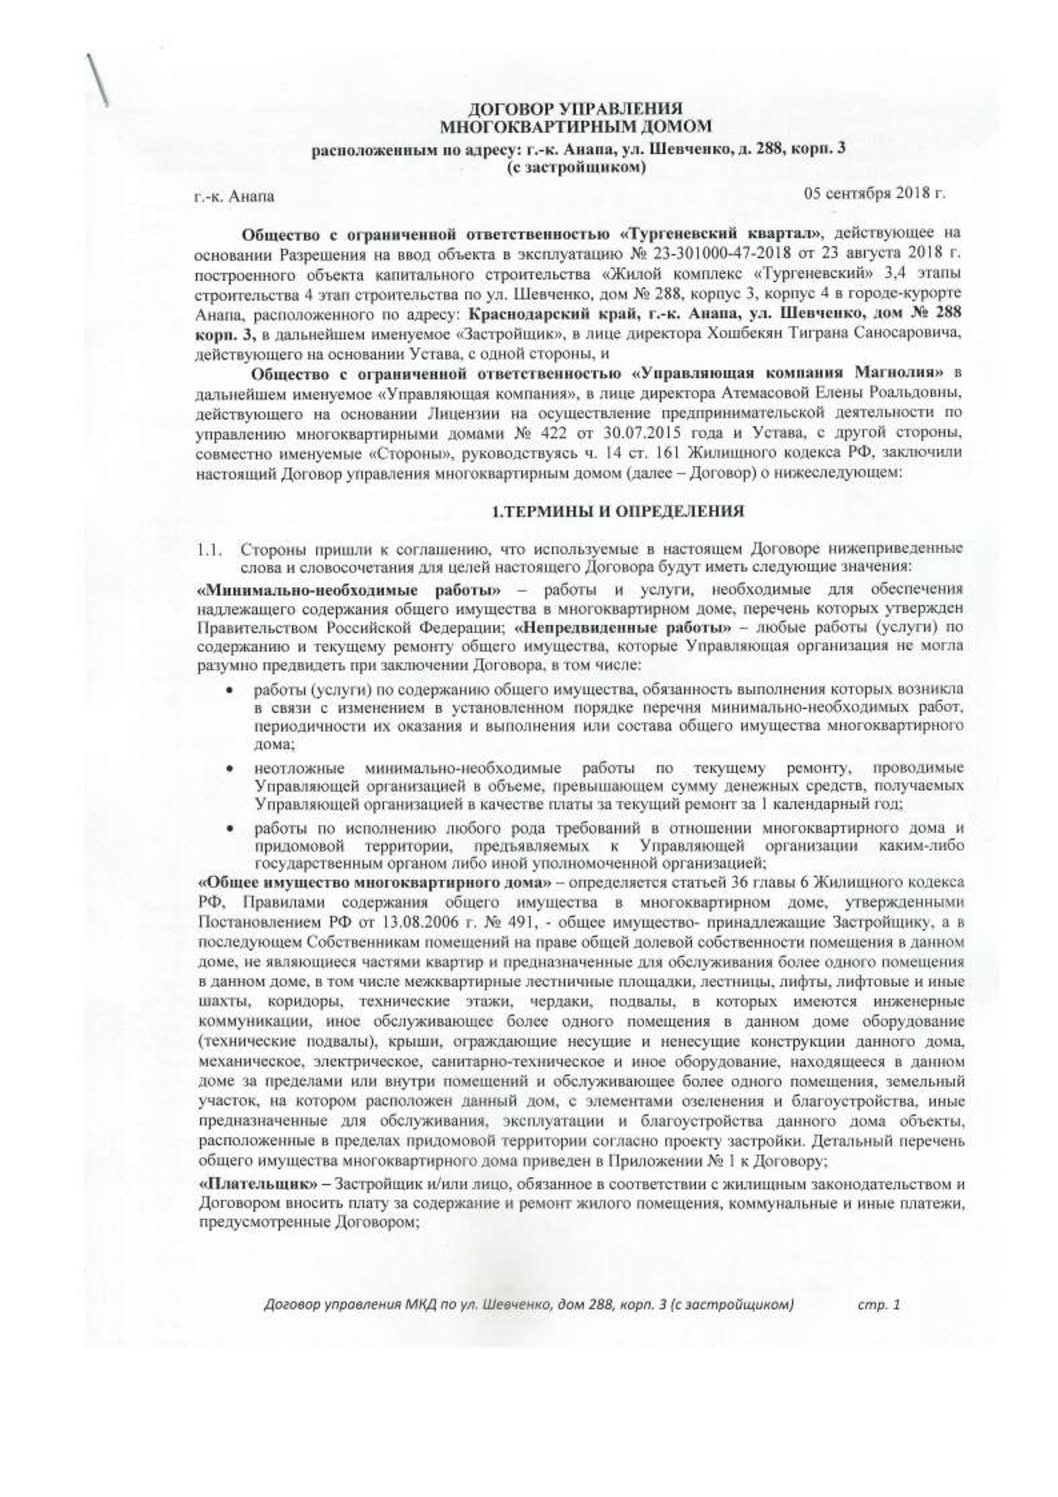 ДОГОВОР УПРАВЛЕНИЯ
МНОГОКВАРТИРНЫМ ДОМОМ
расположенным по адресу: г.-к. Анапа, ул. Шевченко, д. 288, корп. 3
(с застройщиком)
г.-к. Анапа 05 сентября 2018 г.
Общество с ограниченной ответственностью «Тургеневский квартал», действующее на
основании Разрешения на ввод объекта в эксплуатацию № 23-301000-47-2018 от 23 августа 2018 г.
построенного объекта капитального строительства «Жилой комплекс «Тургеневский» 3,4 этапы
строительства 4 этап строительства по ул. Шевченко, дом № 288, корпус 3, корпус 4 в городе-курорте
Анапа, расположенного по адресу: Краснодарский край, г.-к. Анапа, ул. Шевченко, дом № 288
корп. 3, в дальнейшем именуемое «Застройщик», в лице директора Хошбекян Тиграна Саносаровича,
действующего на основании Устава, с одной стороны, и
Общество с ограниченной ответственностью «Управляющая компания Магнолия» в
дальнейшем именуемое «Управляющая компания», в лице директора Атемасовой Елены Роальдовны,
действующего на основании Лицензии на осуществление предпринимательской деятельности по
управлению многоквартирными домами № 422 от 30.07.2015 года и Устава, с другой стороны,
совместно именуемые «Стороны», руководствуясь ч. 14 ст. 161 Жилищного кодекса РФ, заключили
настоящий Договор управления многоквартирным домом (далее – Договор) о нижеследующем:
1.ТЕРМИНЫ И ОПРЕДЕЛЕНИЯ
1.1. Стороны пришли к соглашению, что используемые в настоящем Договоре нижеприведенные
слова и словосочетания для целей настоящего Договора будут иметь следующие значения:
«Минимально-необходимые работы» – работы и услуги, необходимые для обеспечения
надлежащего содержания общего имущества в многоквартирном доме, перечень которых утвержден
Правительством Российской Федерации; «Непредвиденные работы» – любые работы (услуги) по
содержанию и текущему ремонту общего имущества, которые Управляющая организация не могла
разумно предвидеть при заключении Договора, в том числе:
• работы (услуги) по содержанию общего имущества, обязанность выполнения которых возникла
в связи с изменением в установленном порядке перечня минимально-необходимых работ,
периодичности их оказания и выполнения или состава общего имущества многоквартирного
дома;
• неотложные минимально-необходимые работы по текущему ремонту, проводимые
Управляющей организацией в объеме, превышающем сумму денежных средств, получаемых
Управляющей организацией в качестве платы за текущий ремонт за 1 календарный год;
• работы по исполнению любого рода требований в отношении многоквартирного дома и
придомовой территории, предъявляемых к Управляющей организации каким-либо
государственным органом либо иной уполномоченной организацией;
«Общее имущество многоквартирного дома» – определяется статьей 36 главы 6 Жилищного кодекса
РФ, Правилами содержания общего имущества в многоквартирном доме, утвержденными
Постановлением РФ от 13.08.2006 г. № 491, - общее имущество- принадлежащие Застройщику, а в
последующем Собственникам помещений на праве общей долевой собственности помещения в данном
доме, не являющиеся частями квартир и предназначенные для обслуживания более одного помещения
в данном доме, в том числе межквартирные лестничные площадки, лестницы, лифты, лифтовые и иные
шахты, коридоры, технические этажи, чердаки, подвалы, в которых имеются инженерные
коммуникации, иное обслуживающее более одного помещения в данном доме оборудование
(технические подвалы), крыши, ограждающие несущие и ненесущие конструкции данного дома,
механическое, электрическое, санитарно-техническое и иное оборудование, находящееся в данном
доме за пределами или внутри помещений и обслуживающее более одного помещения, земельный
участок, на котором расположен данный дом, с элементами озеленения и благоустройства, иные
предназначенные для обслуживания, эксплуатации и благоустройства данного дома объекты,
расположенные в пределах придомовой территории согласно проекту застройки. Детальный перечень
общего имущества многоквартирного дома приведен в Приложении № 1 к Договору;
«Плательщик» – Застройщик и/или лицо, обязанное в соответствии с жилищным законодательством и
Договором вносить плату за содержание и ремонт жилого помещения, коммунальные и иные платежи,
предусмотренные Договором;
Договор управления МКД по ул. Шевченко, дом 288, корп. 3 (с застройщиком) стр. 1